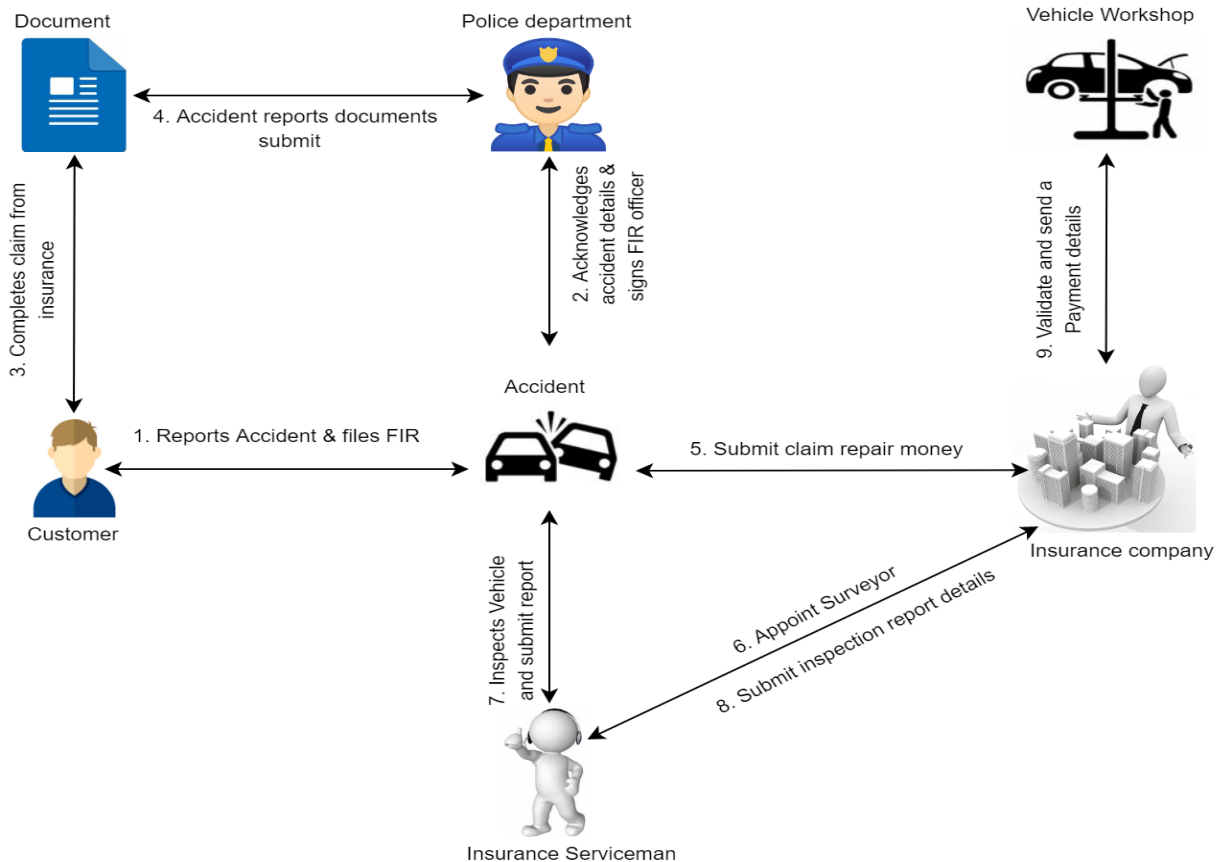 Document
Police department
Vehicle Workshop
4. Accident reports documents
submit
2. Acknowledges
accident details &
signs FIR officer
3. Completes claim from
insurance
9. Validate and send a
Payment details
Accident
1. Reports Accident & files FIR
5. Submit claim repair money
Customer
Insurance company
7. Inspects Vehicle
and submit report
6. Appoint Surveyor
8. Submit inspection report details
Insurance Serviceman